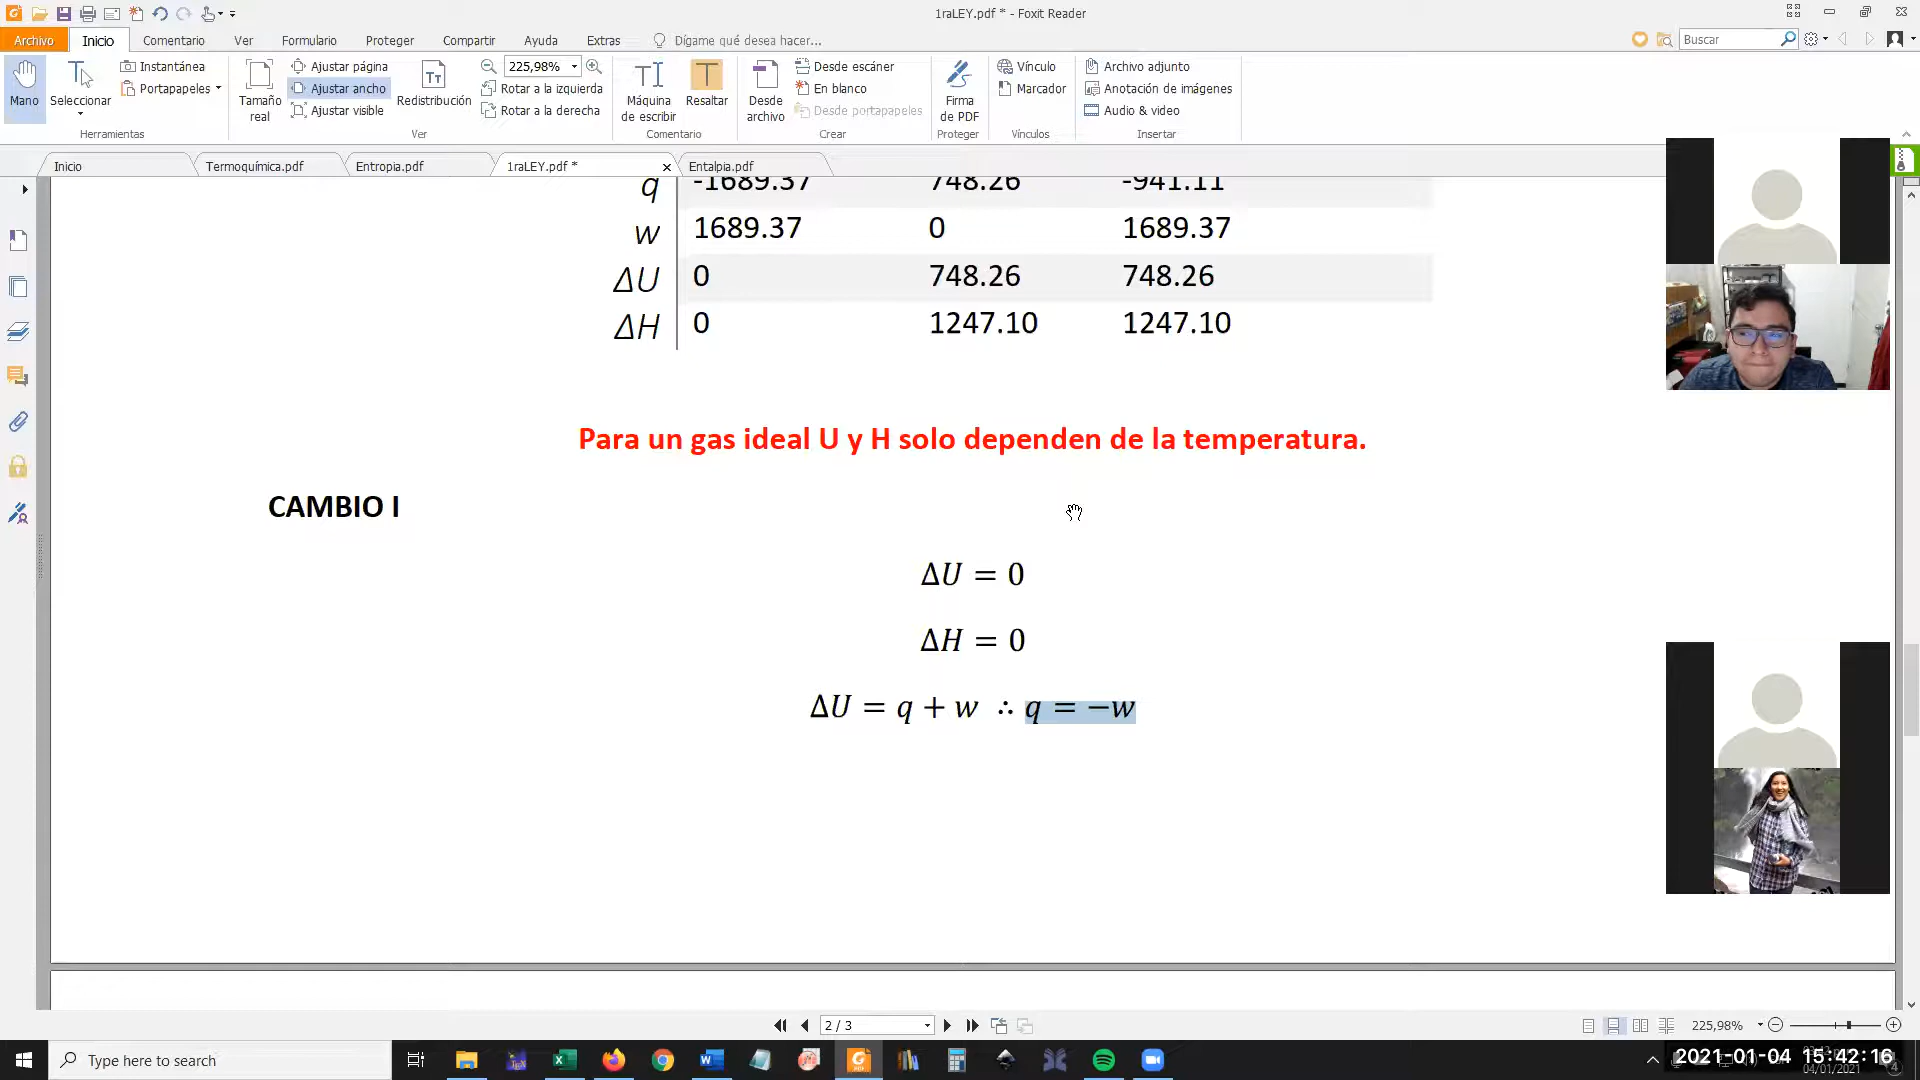 1raLEY.pdf * - Foxit Reader
Archivo Inicio Comentario Ver Formulario Proteger Compartir Ayuda Extras Dígame qué desea hacer... Buscar
Mano
Seleccionar
Instantánea
Portapapeles
Herramientas
Tamaño real
Ajustar página
Ajustar ancho
Ajustar visible
Redistribución
225,98%
Rotar a la izquierda
Rotar a la derecha
Ver
Máquina de escribir
Resaltar
Comentario
Desde archivo
Desde escáner
En blanco
Desde portapapeles
Crear
Firma de PDF
Proteger
Vínculo
Marcador
Vínculos
Archivo adjunto
Anotación de imágenes
Audio & video
Insertar
Inicio Termoquímica.pdf Entropia.pdf 1raLEY.pdf * Entalpia.pdf
q -1689.37 748.26 -941.11
w 1689.37 0 1689.37
ΔU 0 748.26 748.26
ΔH 0 1247.10 1247.10
Para un gas ideal U y H solo dependen de la temperatura.
CAMBIO I
ΔU = 0
ΔH = 0
ΔU = q + w ∴ q = −w
2 / 3
225,98%
Type here to search
2021-01-04 15:42:16
04/01/2021